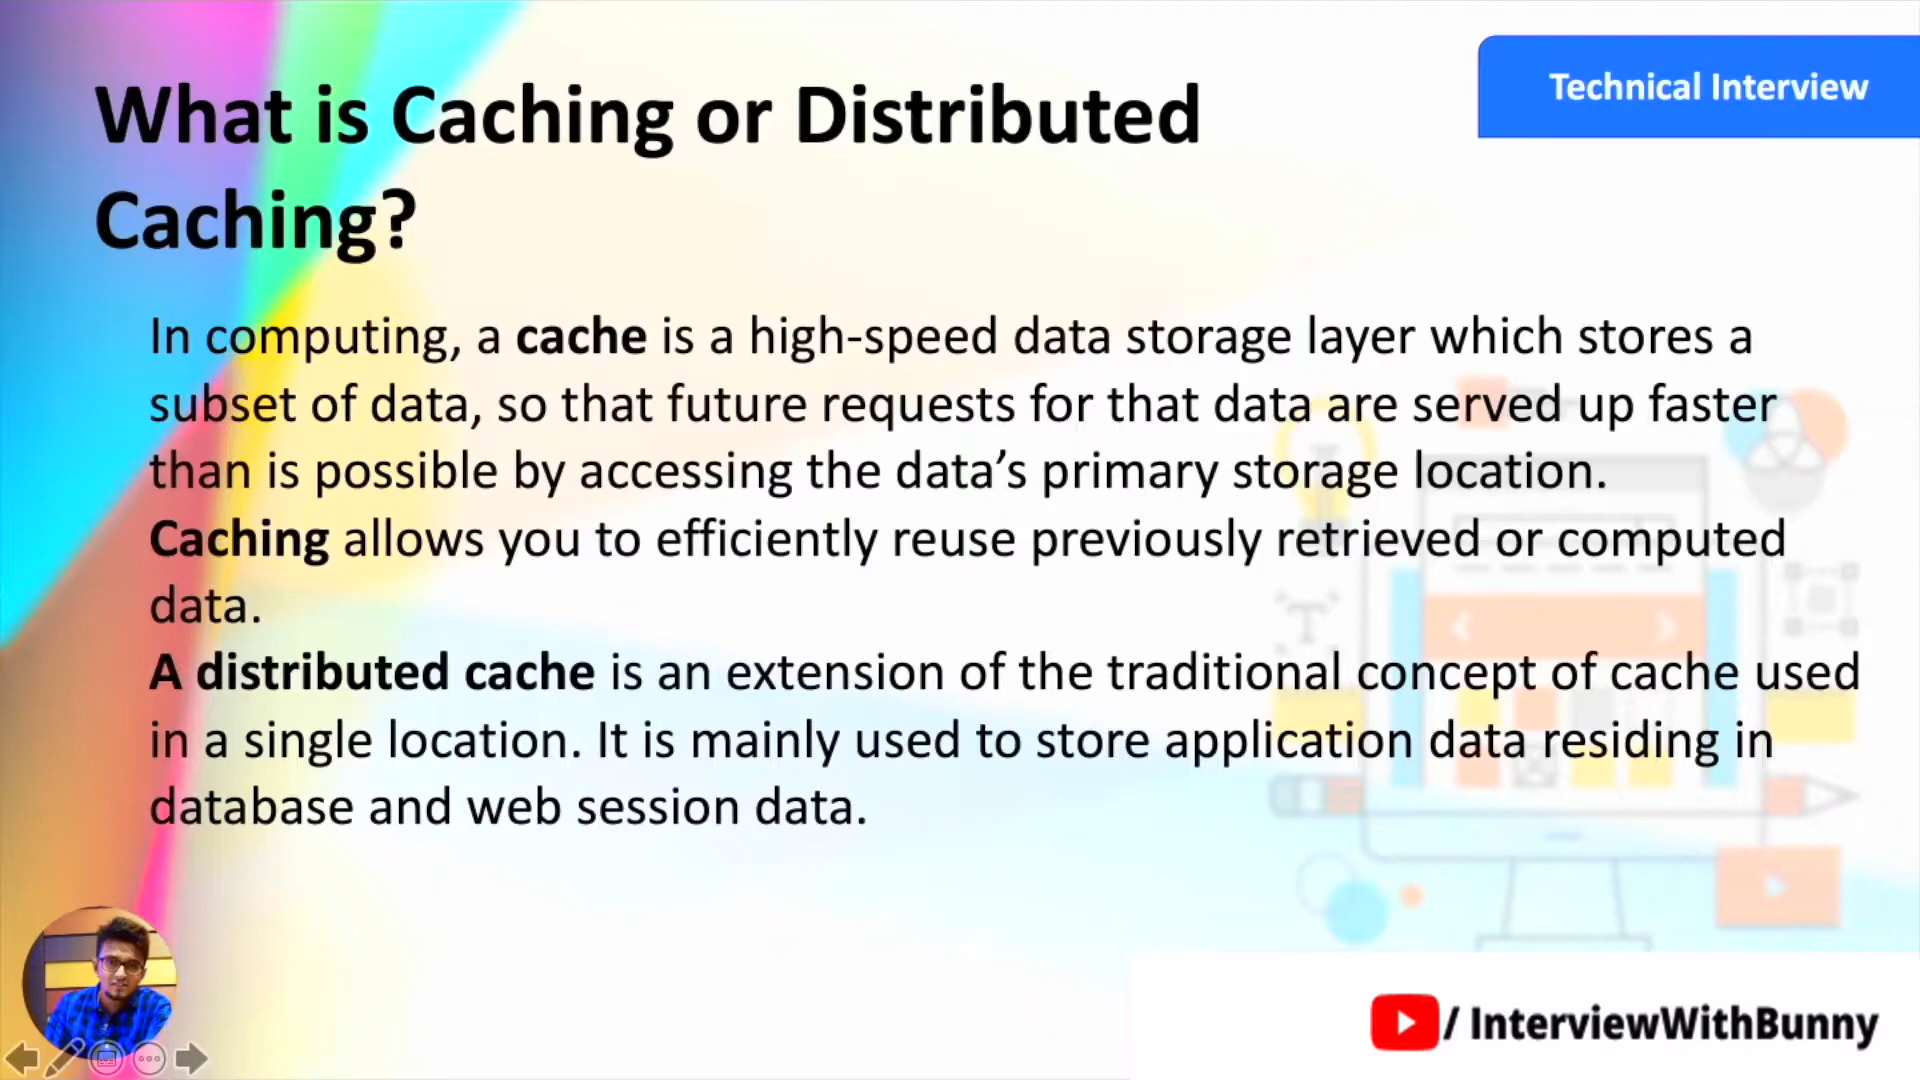 What is Caching or Distributed
Caching?
Technical Interview
In computing, a cache is a high-speed data storage layer which stores a
subset of data, so that future requests for that data are served up faster
than is possible by accessing the data’s primary storage location.
Caching allows you to efficiently reuse previously retrieved or computed
data.
A distributed cache is an extension of the traditional concept of cache used
in a single location. It is mainly used to store application data residing in
database and web session data.
/ InterviewWithBunny